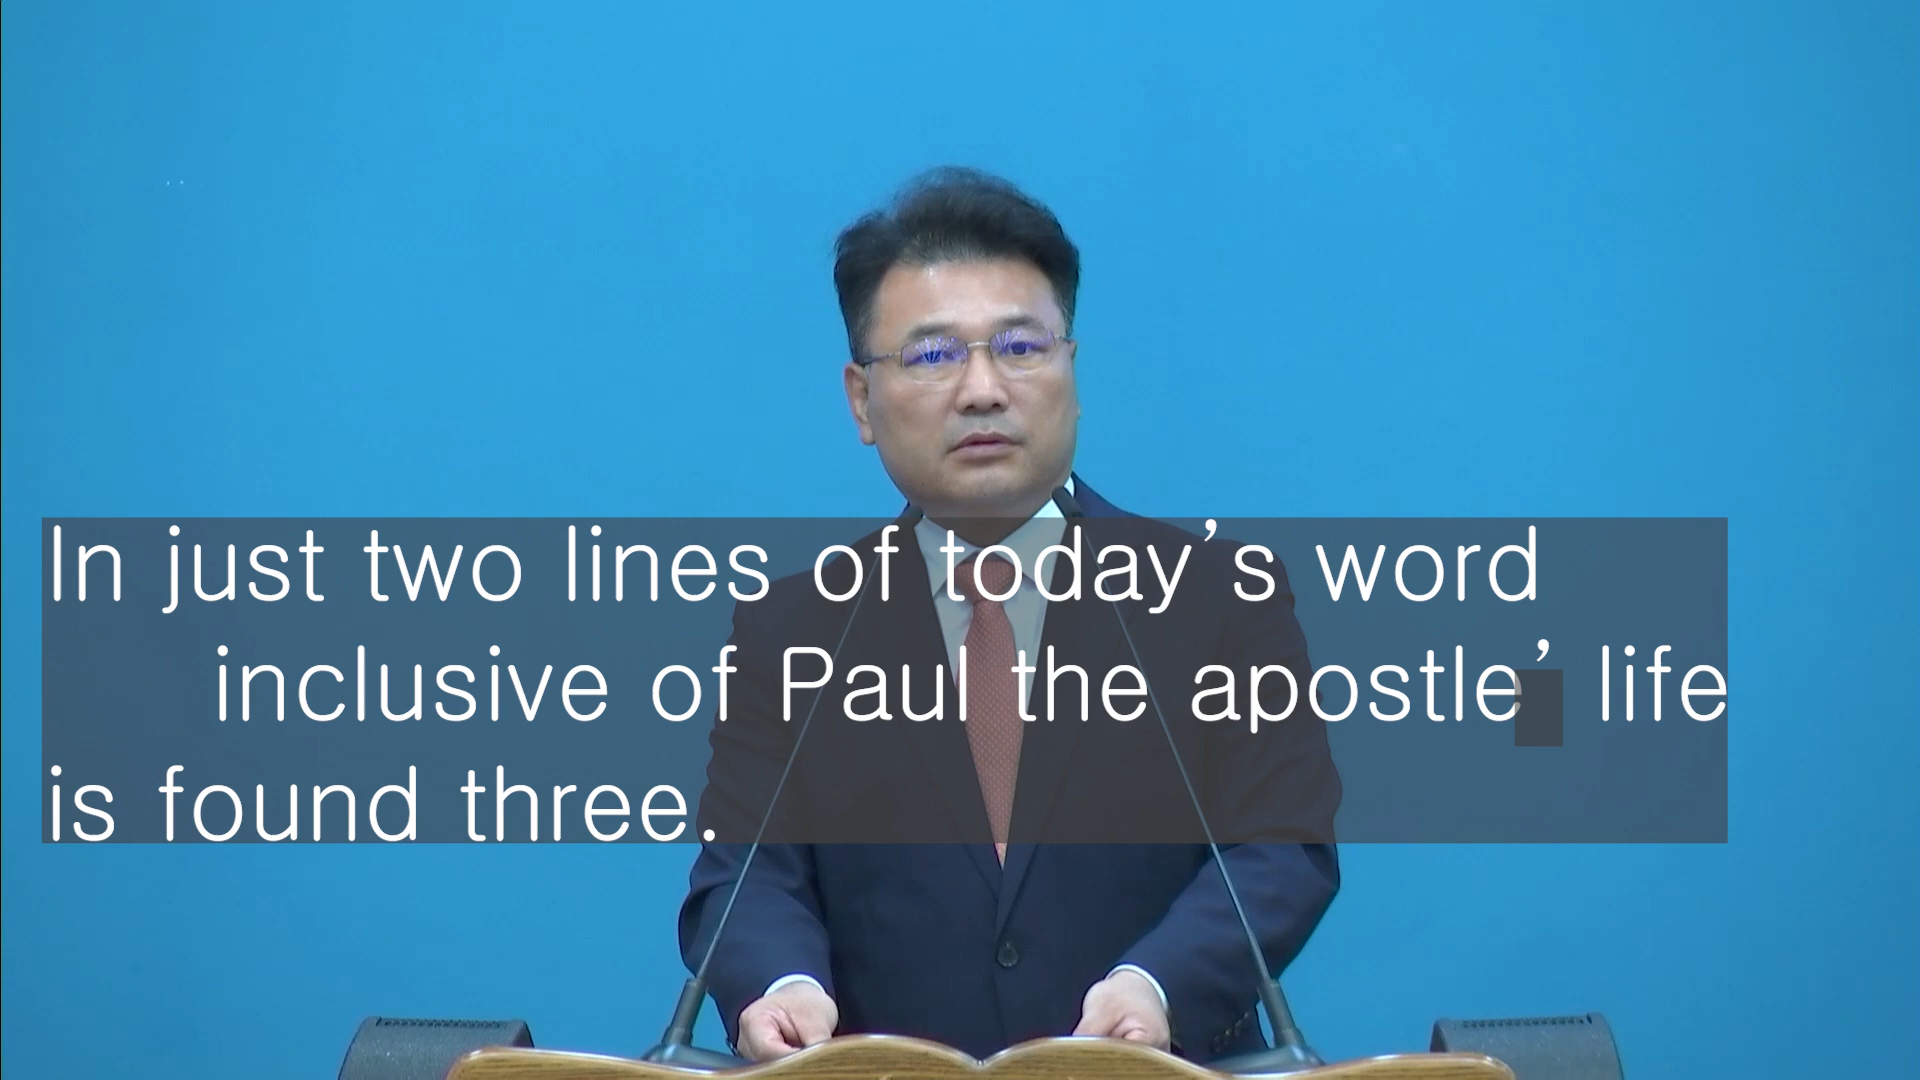 In just two lines of today’s word
inclusive of Paul the apostle’ life
is found three.